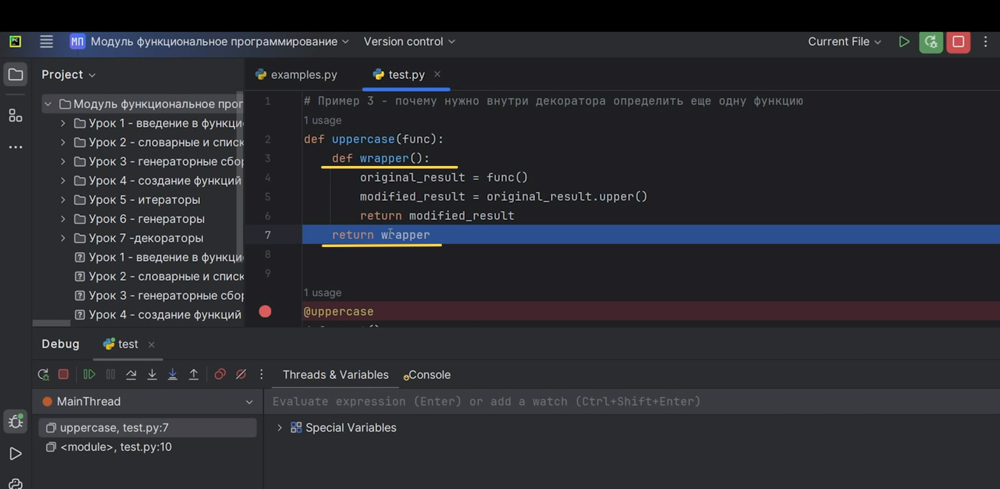 PC
МП Модуль функциональное программирование Version control Current File
Project
examples.py test.py
Модуль функциональное прог
Урок 1 - введение в функци
Урок 2 - словарные и списк
Урок 3 - генераторные сбор
Урок 4 - создание функций
Урок 5 - итераторы
Урок 6 - генераторы
Урок 7 -декораторы
Урок 1 - введение в функци
Урок 2 - словарные и списк
Урок 3 - генераторные сбор
Урок 4 - создание функций
1 # Пример 3 - почему нужно внутри декоратора определить еще одну функцию
1 usage
2 def uppercase(func):
3 def wrapper():
4 original_result = func()
5 modified_result = original_result.upper()
6 return modified_result
7 return wrapper
8
9
1 usage
@uppercase
Debug test
Threads & Variables Console
MainThread
Evaluate expression (Enter) or add a watch (Ctrl+Shift+Enter)
uppercase, test.py:7
Special Variables
<module>, test.py:10